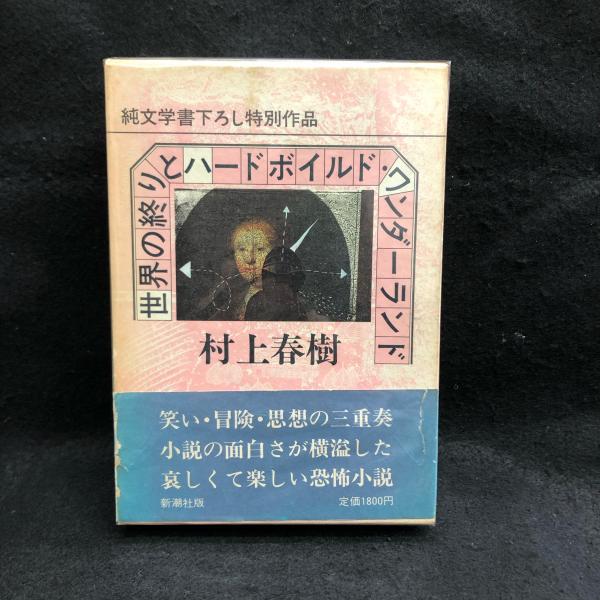 純文学書下ろし特別作品
世界の終りとハードボイルド・ワンダーランド
村上春樹
笑い・冒険・思想の三重奏
小説の面白さが横溢した
哀しくて楽しい恐怖小説
新潮社版
定価1800円